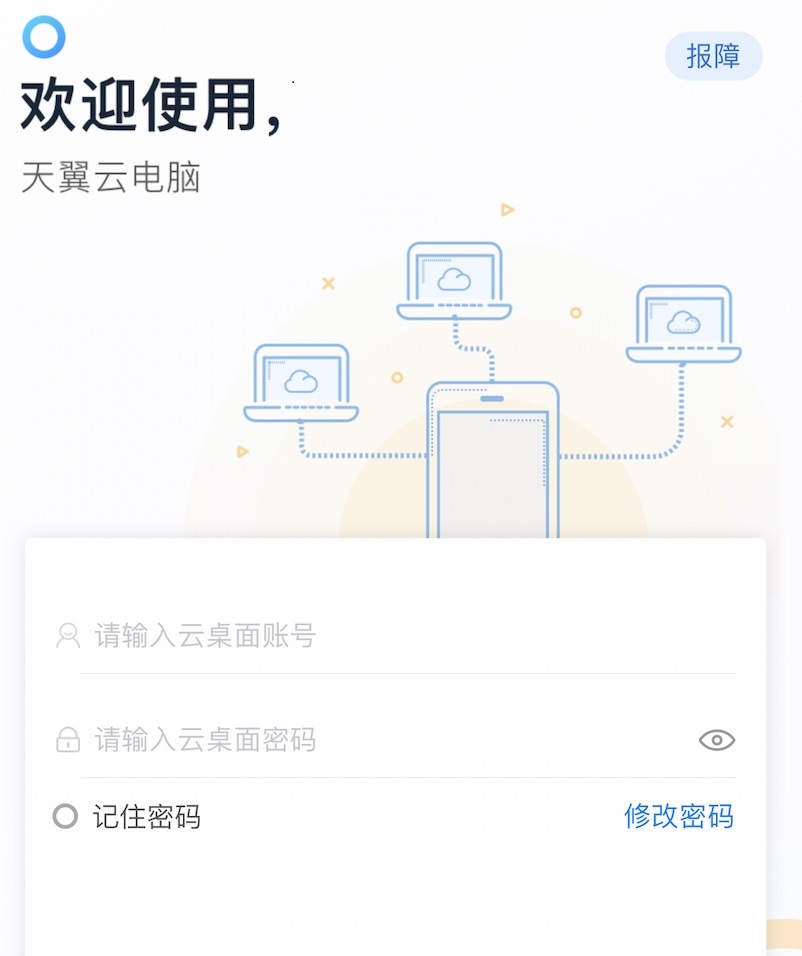 报障
欢迎使用，
天翼云电脑
请输入云桌面账号
请输入云桌面密码
记住密码
修改密码